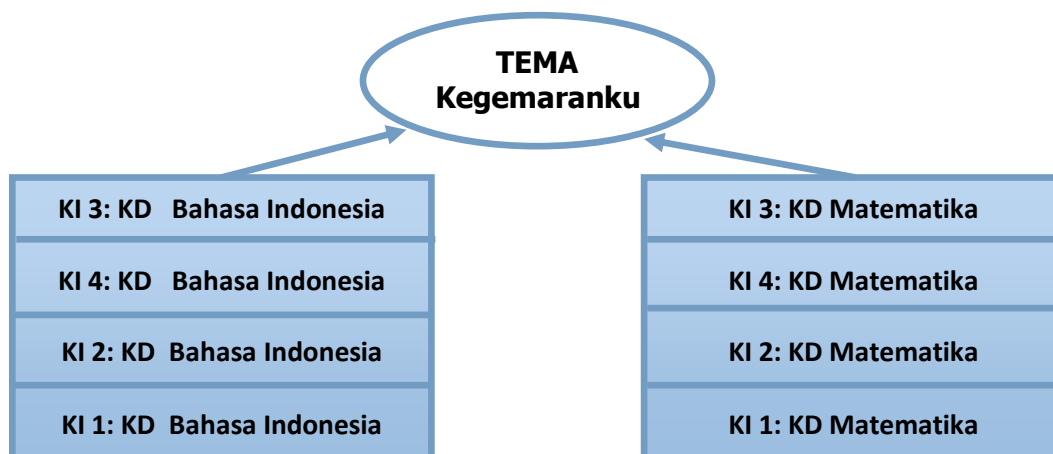 TEMA
Kegemaranku
KI 3: KD Bahasa Indonesia
KI 4: KD Bahasa Indonesia
KI 2: KD Bahasa Indonesia
KI 1: KD Bahasa Indonesia
KI 3: KD Matematika
KI 4: KD Matematika
KI 2: KD Matematika
KI 1: KD Matematika